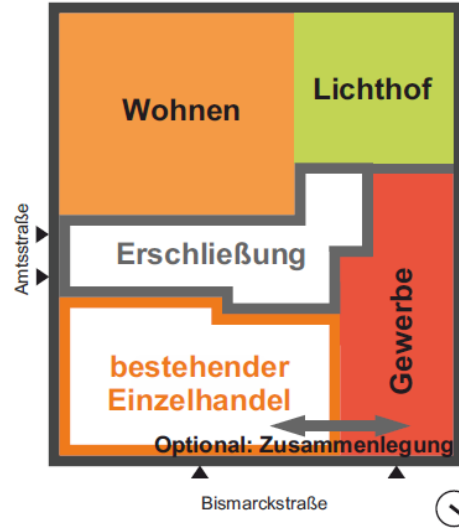 Wohnen
Lichthof
Amtsstraße
Erschließung
Gewerbe
bestehender
Einzelhandel
Optional: Zusammenlegung
Bismarckstraße